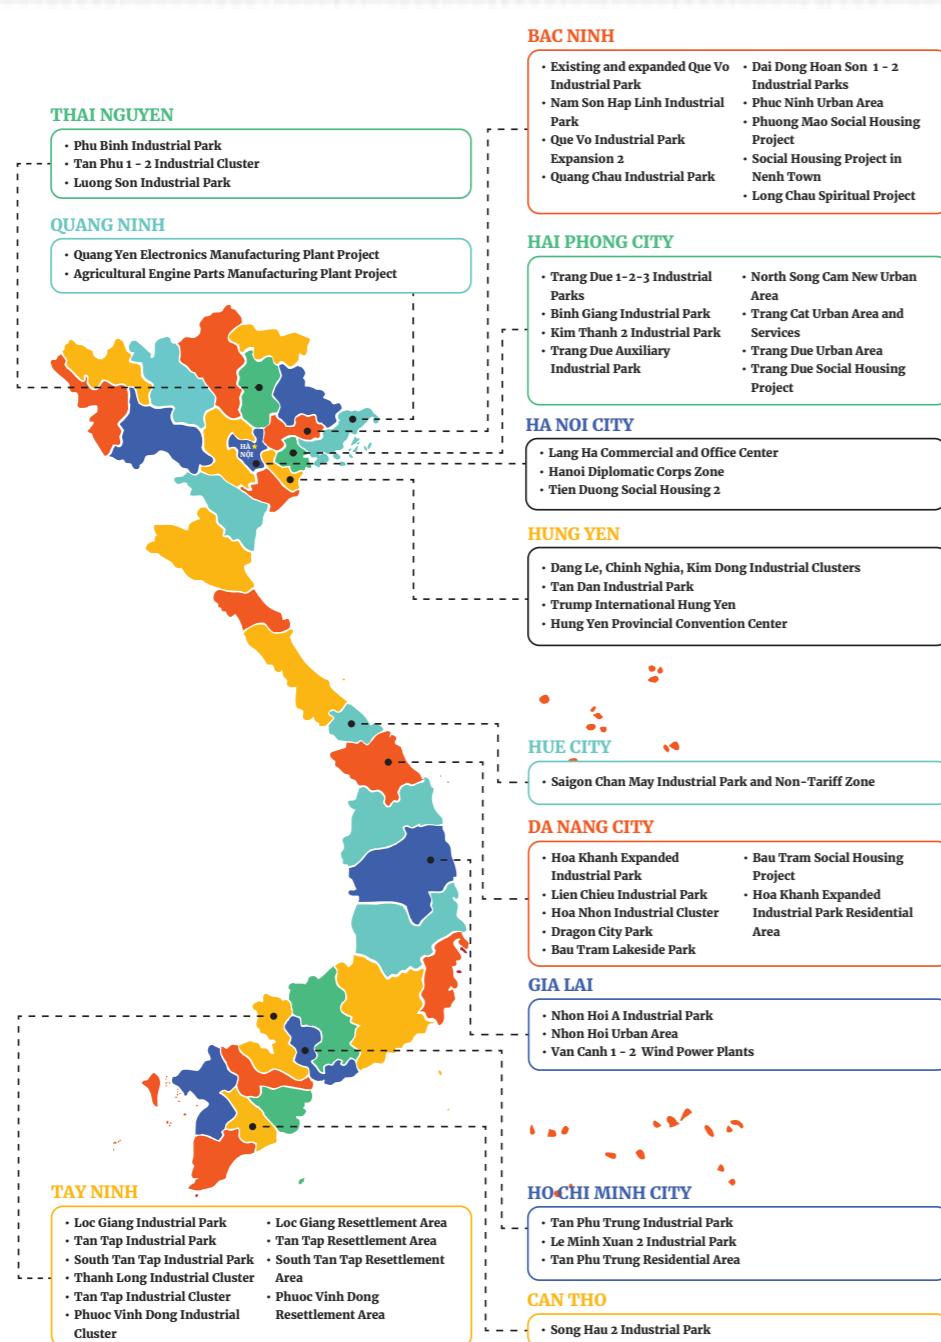 BAC NINH
• Existing and expanded Que Vo
Industrial Park
• Nam Son Hap Linh Industrial
Park
• Que Vo Industrial Park
Expansion 2
• Quang Chau Industrial Park
• Dai Dong Hoan Son 1 - 2
Industrial Parks
• Phuc Ninh Urban Area
• Phuong Mao Social Housing
Project
• Social Housing Project in
Nenh Town
• Long Chau Spiritual Project
THAI NGUYEN
• Phu Binh Industrial Park
• Tan Phu 1 - 2 Industrial Cluster
• Luong Son Industrial Park
QUANG NINH
• Quang Yen Electronics Manufacturing Plant Project
• Agricultural Engine Parts Manufacturing Plant Project
HAI PHONG CITY
• Trang Due 1-2-3 Industrial
Parks
• Binh Giang Industrial Park
• Kim Thanh 2 Industrial Park
• Trang Due Auxiliary
Industrial Park
• North Song Cam New Urban
Area
• Trang Cat Urban Area and
Services
• Trang Due Urban Area
• Trang Due Social Housing
Project
HÀ
NỘI
HA NOI CITY
• Lang Ha Commercial and Office Center
• Hanoi Diplomatic Corps Zone
• Tien Duong Social Housing 2
HUNG YEN
• Dang Le, Chinh Nghia, Kim Dong Industrial Clusters
• Tan Dan Industrial Park
• Trump International Hung Yen
• Hung Yen Provincial Convention Center
HUE CITY
• Saigon Chan May Industrial Park and Non-Tariff Zone
DA NANG CITY
• Hoa Khanh Expanded
Industrial Park
• Lien Chieu Industrial Park
• Hoa Nhon Industrial Cluster
• Dragon City Park
• Bau Tram Lakeside Park
• Bau Tram Social Housing
Project
• Hoa Khanh Expanded
Industrial Park Residential
Area
GIA LAI
• Nhon Hoi A Industrial Park
• Nhon Hoi Urban Area
• Van Canh 1 - 2 Wind Power Plants
TAY NINH
• Loc Giang Industrial Park
• Tan Tap Industrial Park
• South Tan Tap Industrial Park
• Thanh Long Industrial Cluster
• Tan Tap Industrial Cluster
• Phuoc Vinh Dong Industrial
Cluster
• Loc Giang Resettlement Area
• Tan Tap Resettlement Area
• South Tan Tap Resettlement
Area
• Phuoc Vinh Dong
Resettlement Area
HO CHI MINH CITY
• Tan Phu Trung Industrial Park
• Le Minh Xuan 2 Industrial Park
• Tan Phu Trung Residential Area
CAN THO
• Song Hau 2 Industrial Park